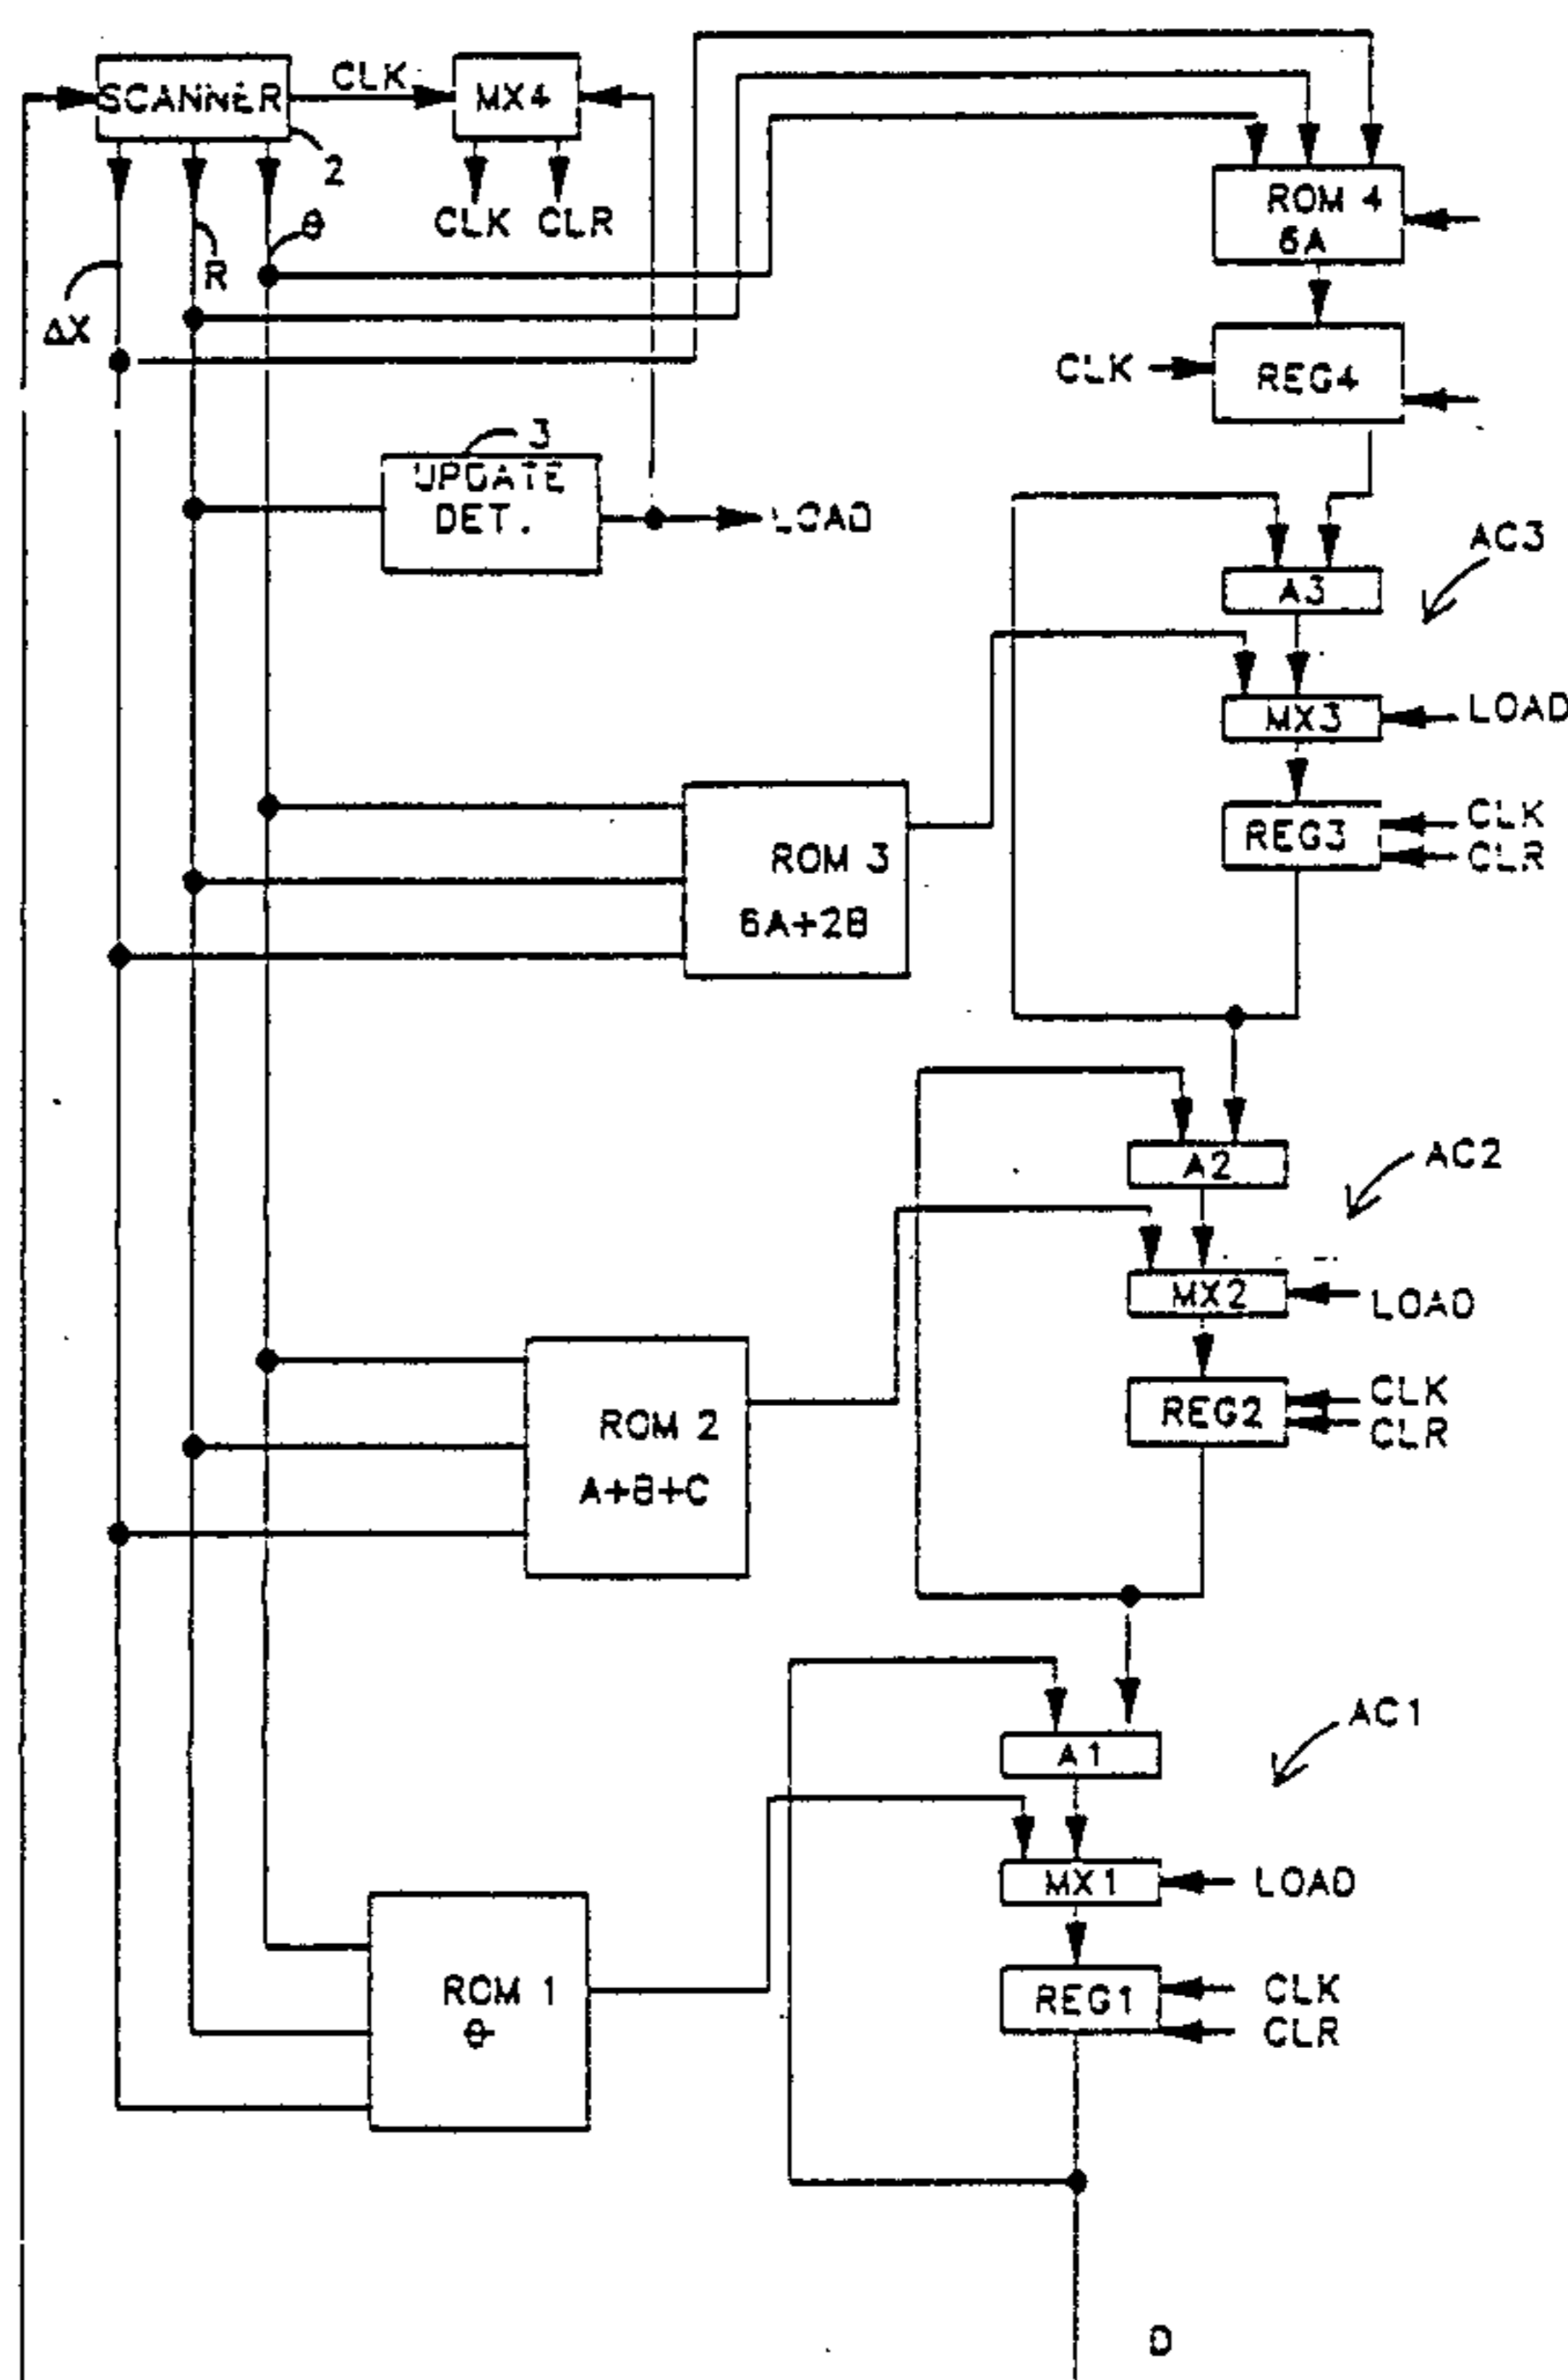 SCANNER
CLK
MX4
2
CLK CLR
θ
R
ΔX
ROM 4
6A
CLK
REG4
3
UPDATE
DET.
LOAD
AC3
A3
MX3
LOAD
REG3
CLK
CLR
ROM 3
6A+2B
A2
AC2
MX2
LOAD
REG2
CLK
CLR
ROM 2
A+B+C
A1
AC1
MX1
LOAD
REG1
CLK
CLR
ROM 1
θ
D